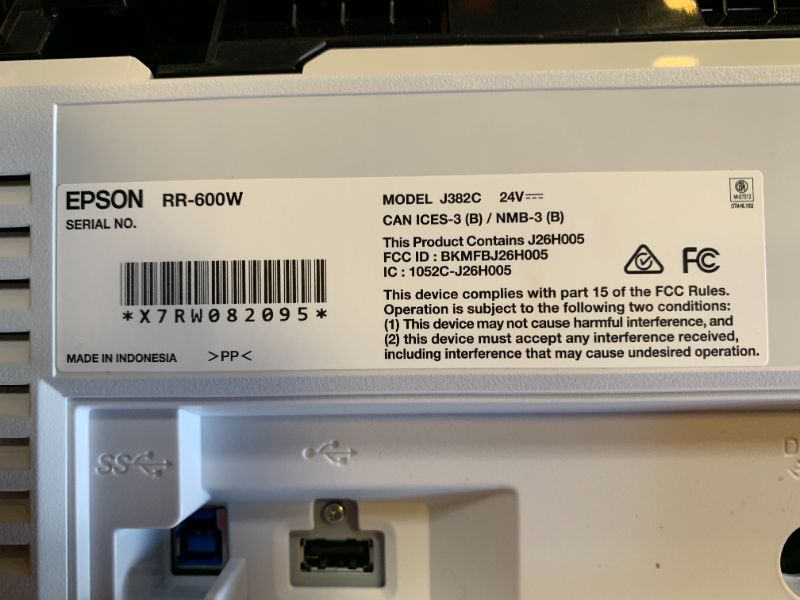 EPSON RR-600W
SERIAL NO.
*X7RW082095*
MADE IN INDONESIA >PP<
MODEL J382C 24V
CAN ICES-3 (B) / NMB-3 (B)
This Product Contains J26H005
FCC ID : BKMFBJ26H005
IC : 1052C-J26H005
FC
This device complies with part 15 of the FCC Rules.
Operation is subject to the following two conditions:
(1) This device may not cause harmful interference, and
(2) this device must accept any interference received,
including interference that may cause undesired operation.
SS
D